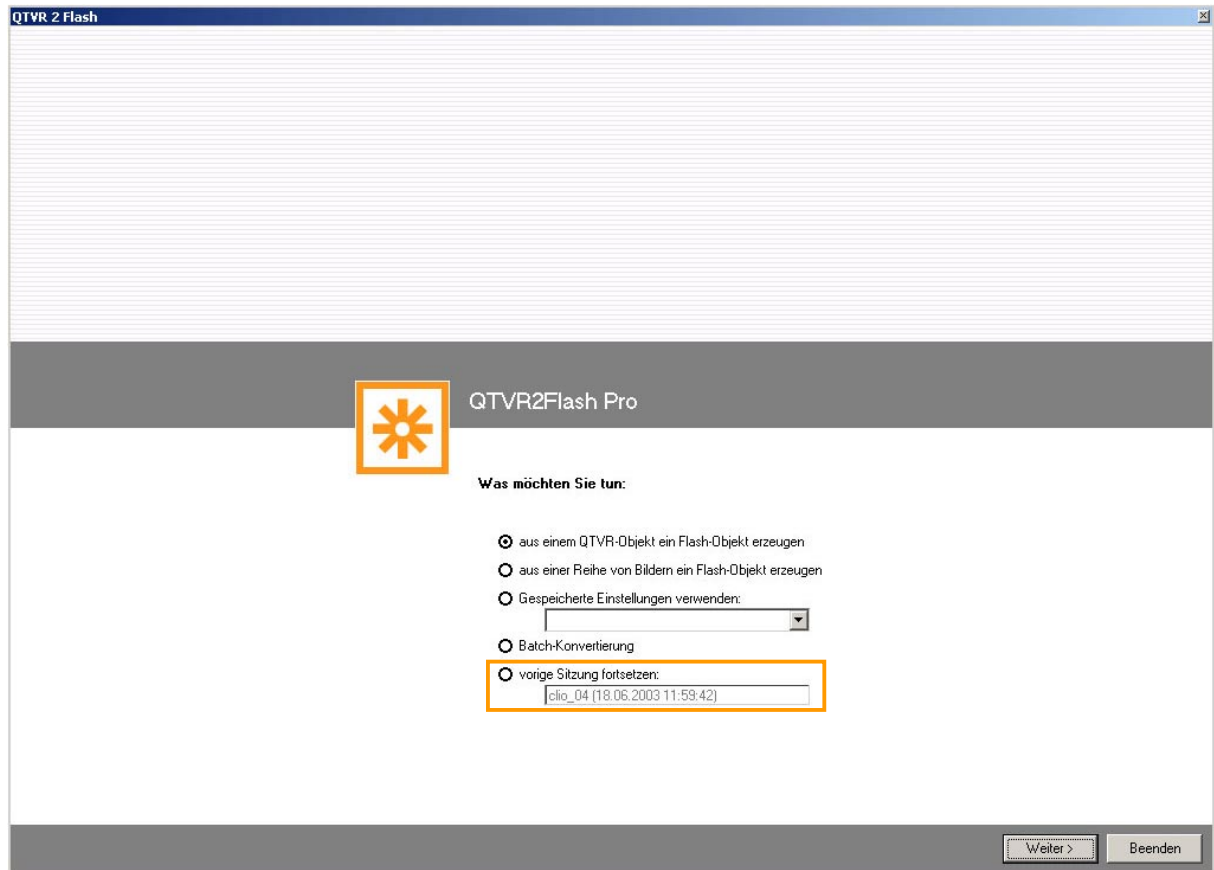 QTVR 2 Flash
QTVR2Flash Pro
Was möchten Sie tun:
aus einem QTVR-Objekt ein Flash-Objekt erzeugen
aus einer Reihe von Bildern ein Flash-Objekt erzeugen
Gespeicherte Einstellungen verwenden:
Batch-Konvertierung
vorige Sitzung fortsetzen:
clio_04 (18.06.2003 11:59:42)
Weiter > Beenden